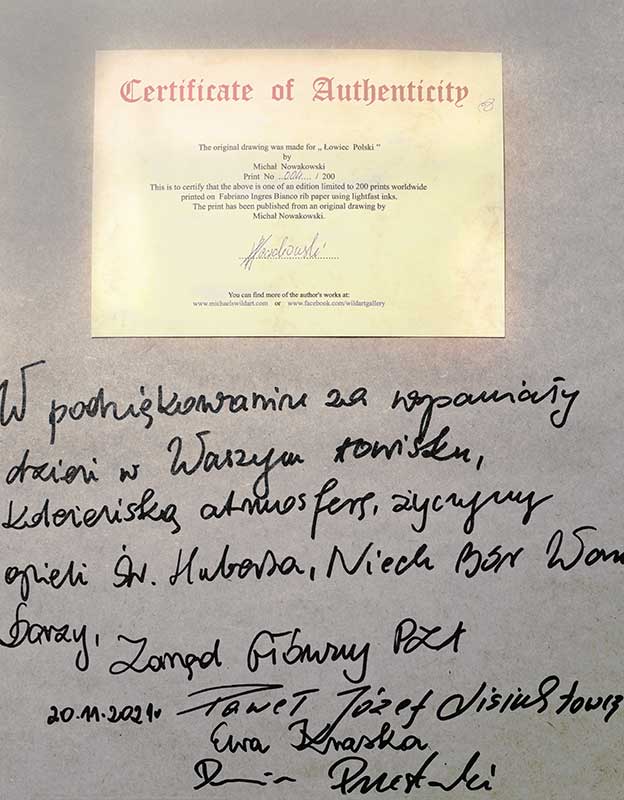 Certificate of Authenticity
The original drawing was made for „ Łowiec Polski ”
by
Michał Nowakowski
Print No ..004..../ 200
This is to certify that the above is one of an edition limited to 200 prints worldwide
printed on Fabriano Ingres Bianco rib paper using lightfast inks.
The print has been published from an original drawing by
Michał Nowakowski.
You can find more of the author's works at:
www.michaelswildart.com or www.facebook.com/wildartgallery
W podziękowaniu za wspaniały
dzień w Waszym łowisku,
koleżeńską atmosferę, życzymy
opieki Św. Huberta, Niech Bór Wam
Darzy,
Zarząd Główny PZŁ
20.11.2021r Paweł Józef
Ewa Kraska